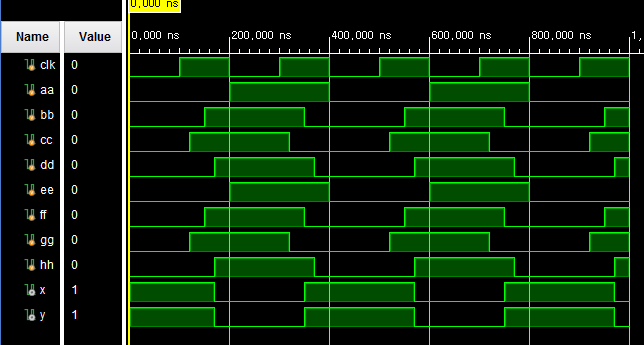 0,000 ns
Name Value
0,000 ns 200,000 ns 400,000 ns 600,000 ns 800,000 ns 1,
clk 0
aa 0
bb 0
cc 0
dd 0
ee 0
ff 0
gg 0
hh 0
x 1
y 1